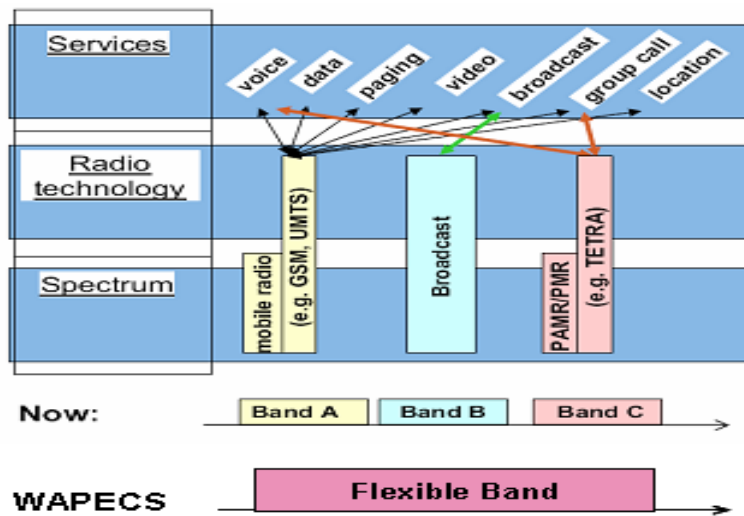 Services
voice
data
paging
video
broadcast
group call
location
Radio
technology
mobile radio
(e.g. GSM, UMTS)
Broadcast
PAMR/PMR
(e.g. TETRA)
Spectrum
Now:
Band A
Band B
Band C
WAPECS
Flexible Band